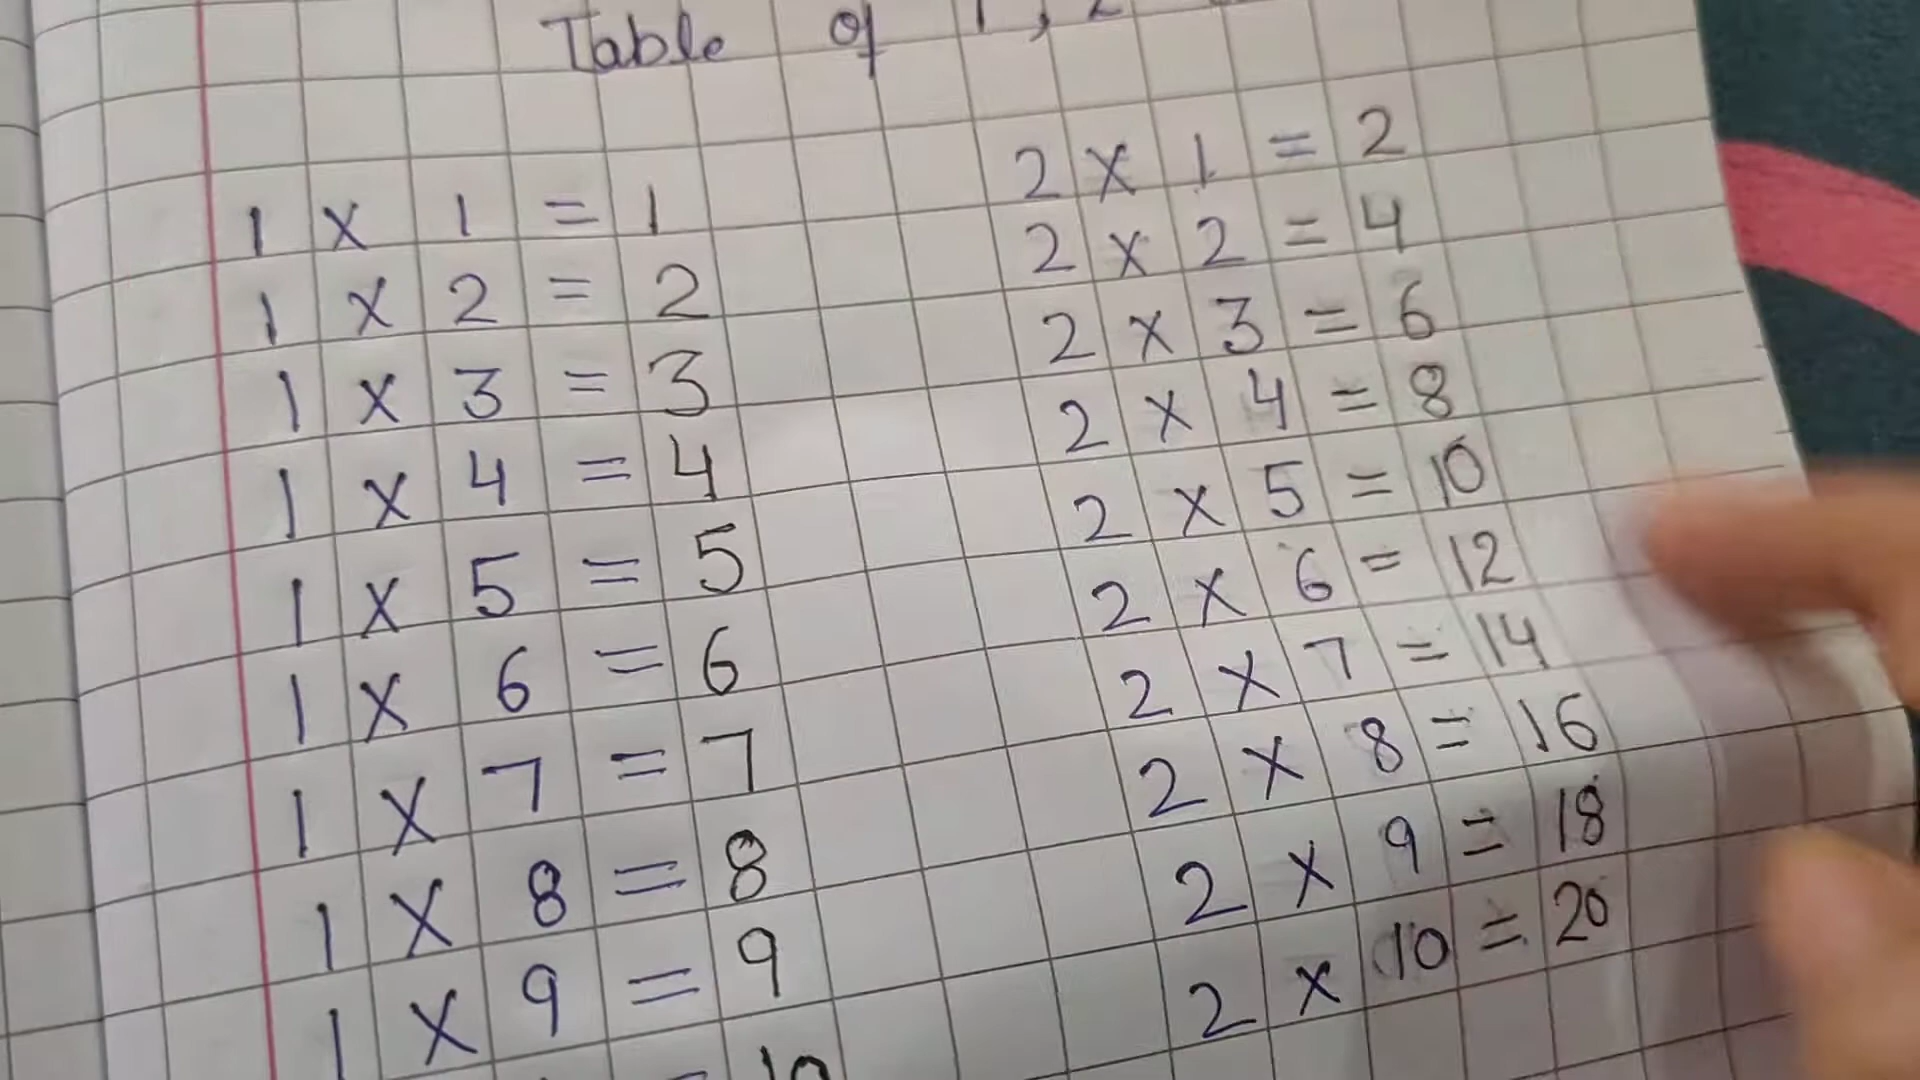 Table of 1, 2
1 x 1 = 1
1 x 2 = 2
1 x 3 = 3
1 x 4 = 4
1 x 5 = 5
1 x 6 = 6
1 x 7 = 7
1 x 8 = 8
1 x 9 = 9
= 10
2 x 1 = 2
2 x 2 = 4
2 x 3 = 6
2 x 4 = 8
2 x 5 = 10
2 x 6 = 12
2 x 7 = 14
2 x 8 = 16
2 x 9 = 18
2 x 10 = 20